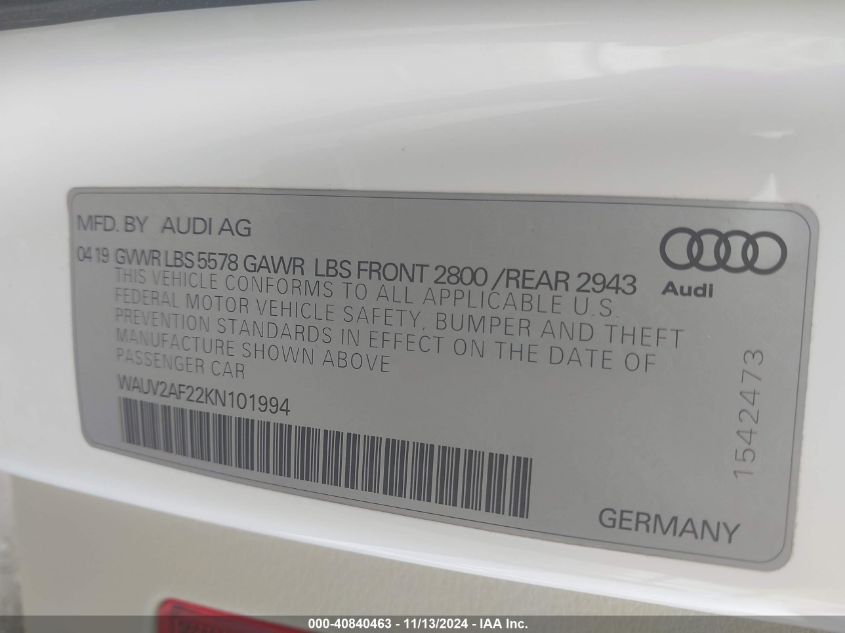 MFD. BY AUDI AG
04 19 GVWR LBS 5578 GAWR LBS FRONT 2800 /REAR 2943
THIS VEHICLE CONFORMS TO ALL APPLICABLE U.S.
FEDERAL MOTOR VEHICLE SAFETY, BUMPER AND THEFT
PREVENTION STANDARDS IN EFFECT ON THE DATE OF
MANUFACTURE SHOWN ABOVE
PASSENGER CAR
WAUV2AF22KN101994
Audi
1542473
GERMANY
000-40840463 - 11/13/2024 - IAA Inc.